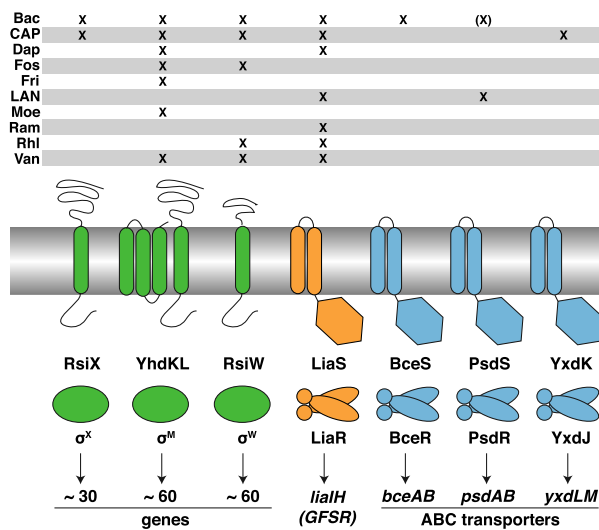 Bac X X X X X (X)
CAP X X X X X
Dap X X
Fos X X
Fri X
LAN X X
Moe X
Ram X
Rhl X X
Van X X X
RsiX YhdKL RsiW LiaS BceS PsdS YxdK
σX σM σW LiaR BceR PsdR YxdJ
~ 30 ~ 60 ~ 60 liaIH bceAB psdAB yxdLM
genes (GFSR) ABC transporters